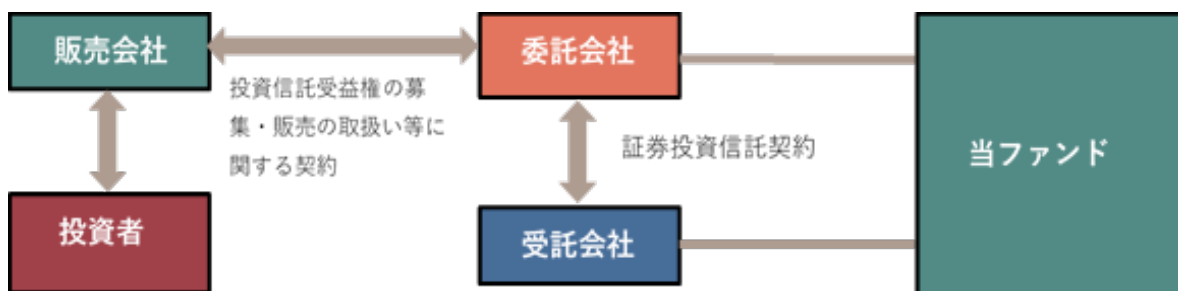 販売会社
委託会社
投資信託受益権の募
集・販売の取扱い等に
関する契約
証券投資信託契約
当ファンド
投資者
受託会社